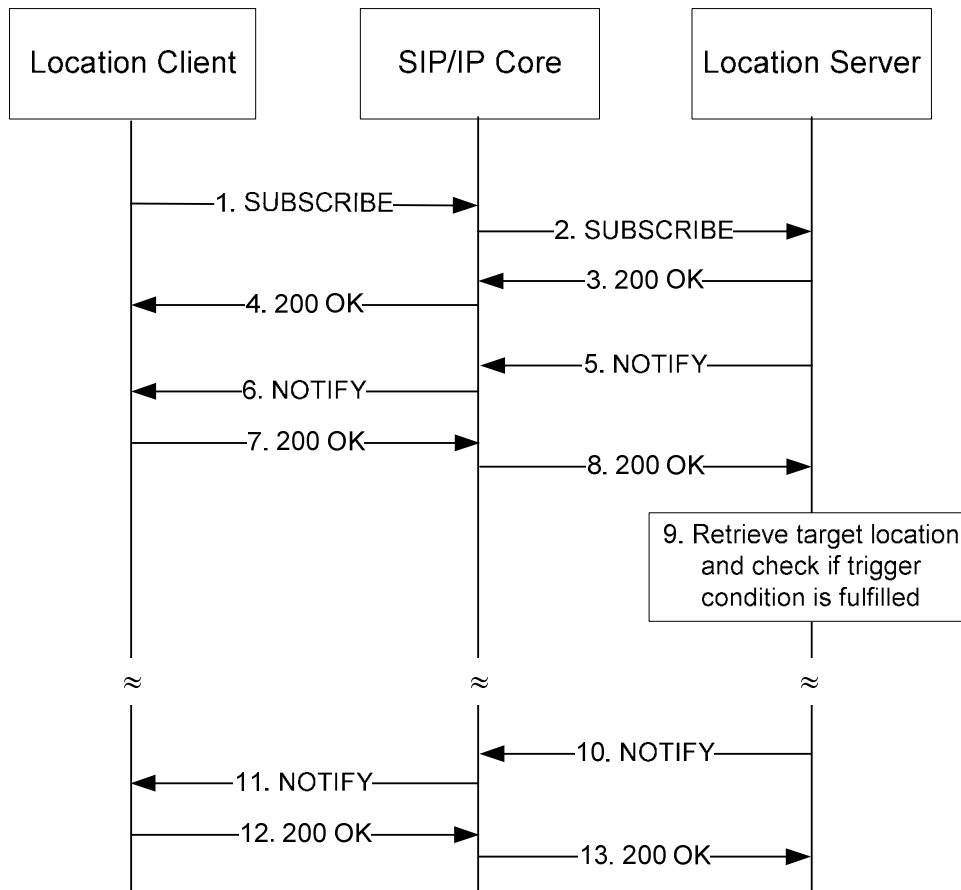 Location Client
SIP/IP Core
Location Server
1. SUBSCRIBE
2. SUBSCRIBE
3. 200 OK
4. 200 OK
5. NOTIFY
6. NOTIFY
7. 200 OK
8. 200 OK
9. Retrieve target location
and check if trigger
condition is fulfilled
≈
≈
≈
10. NOTIFY
11. NOTIFY
12. 200 OK
13. 200 OK